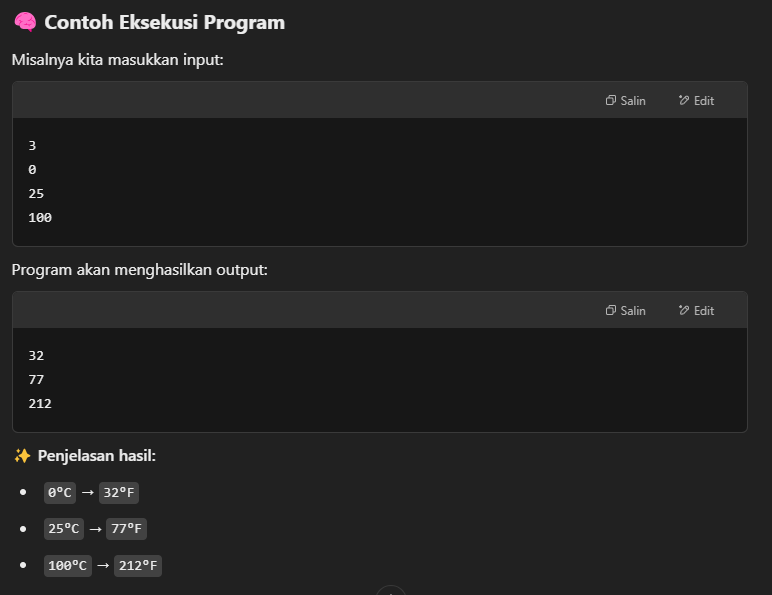 🧠 Contoh Eksekusi Program
Misalnya kita masukkan input:
Salin Edit
3
0
25
100
Program akan menghasilkan output:
Salin Edit
32
77
212
✨ Penjelasan hasil:
• 0°C → 32°F
• 25°C → 77°F
• 100°C → 212°F